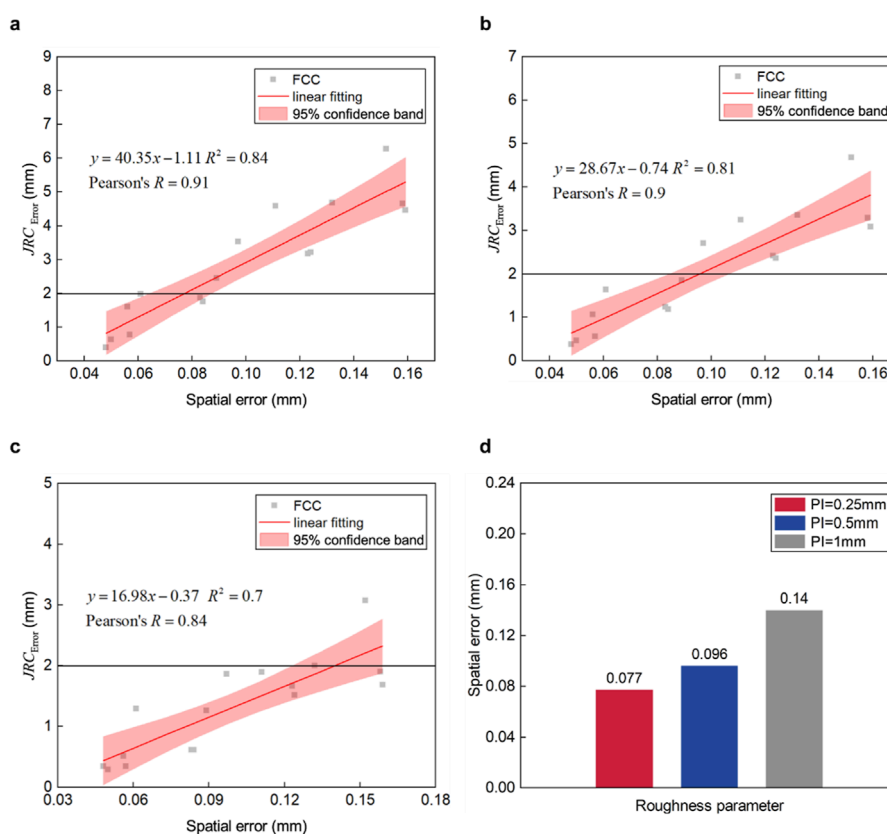 a
9
8
7
6
5
4
3
2
1
0
JRC Error (mm)
FCC
linear fitting
95% confidence band
y = 40.35x−1.11 R² = 0.84
Pearson's R = 0.91
0.04 0.06 0.08 0.10 0.12 0.14 0.16
Spatial error (mm)
b
7
6
5
4
3
2
1
0
JRC Error (mm)
FCC
linear fitting
95% confidence band
y = 28.67x−0.74 R² = 0.81
Pearson's R = 0.9
0.04 0.06 0.08 0.10 0.12 0.14 0.16
Spatial error (mm)
c
5
4
3
2
1
0
JRC Error (mm)
FCC
linear fitting
95% confidence band
y = 16.98x−0.37 R² = 0.7
Pearson's R = 0.84
0.03 0.06 0.09 0.12 0.15 0.18
Spatial error (mm)
d
0.24
0.20
0.16
0.12
0.08
0.04
0.00
Spatial error (mm)
PI=0.25mm
PI=0.5mm
PI=1mm
0.077
0.096
0.14
Roughness parameter